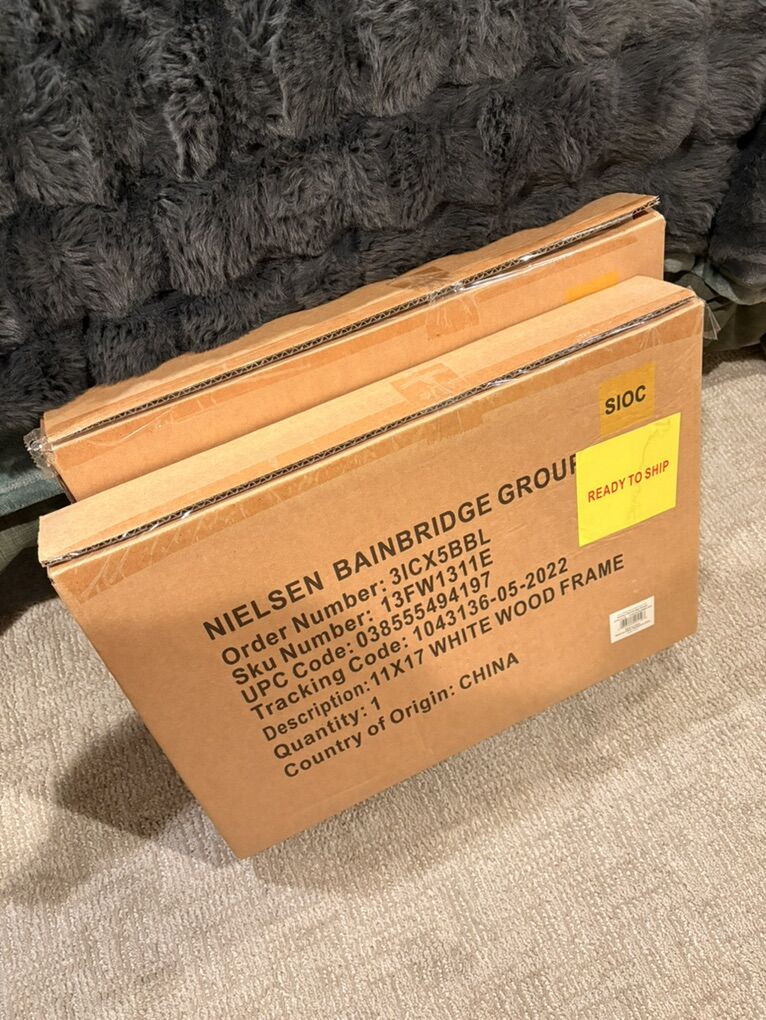 SIOC
READY TO SHIP
NIELSEN BAINBRIDGE GROUP
Order Number: 3ICX5BBL
Sku Number: 13FW1311E
UPC Code: 038555494197
Tracking Code: 1043136-05-2022
Description: 11X17 WHITE WOOD FRAME
Quantity: 1
Country of Origin: CHINA